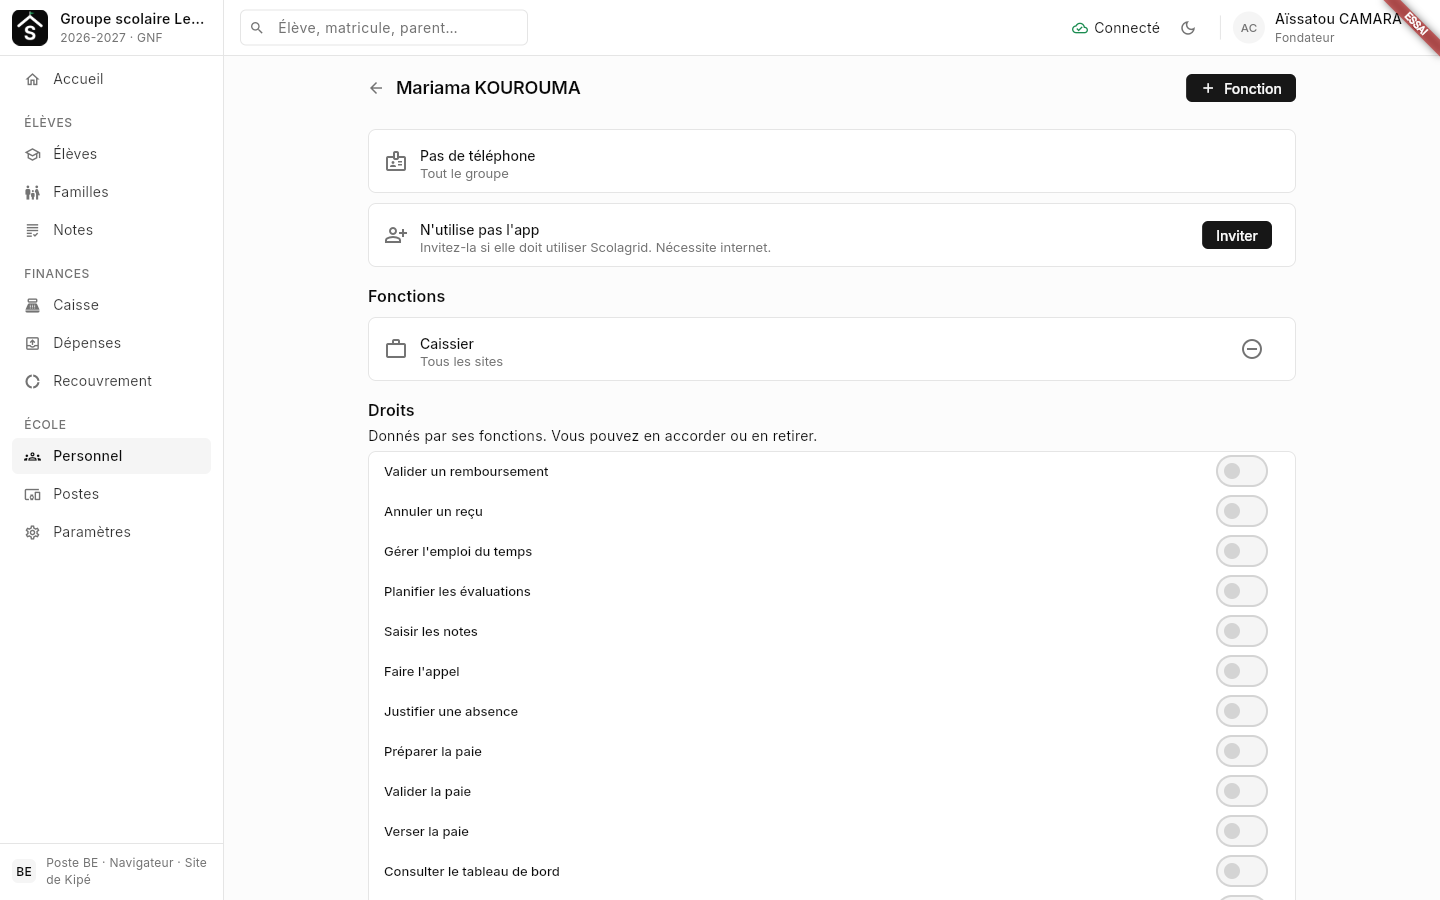 Groupe scolaire Le...
2026-2027 · GNF
Élève, matricule, parent...
Connecté
AC
Aïssatou CAMARA
Fondateur
ESSAI
Accueil
ÉLÈVES
Élèves
Familles
Notes
FINANCES
Caisse
Dépenses
Recouvrement
ÉCOLE
Personnel
Postes
Paramètres
BE
Poste BE · Navigateur · Site
de Kipé
Mariama KOUROUMA
+ Fonction
Pas de téléphone
Tout le groupe
N'utilise pas l'app
Invitez-la si elle doit utiliser Scolagrid. Nécessite internet.
Inviter
Fonctions
Caissier
Tous les sites
Droits
Donnés par ses fonctions. Vous pouvez en accorder ou en retirer.
Valider un remboursement
Annuler un reçu
Gérer l'emploi du temps
Planifier les évaluations
Saisir les notes
Faire l'appel
Justifier une absence
Préparer la paie
Valider la paie
Verser la paie
Consulter le tableau de bord